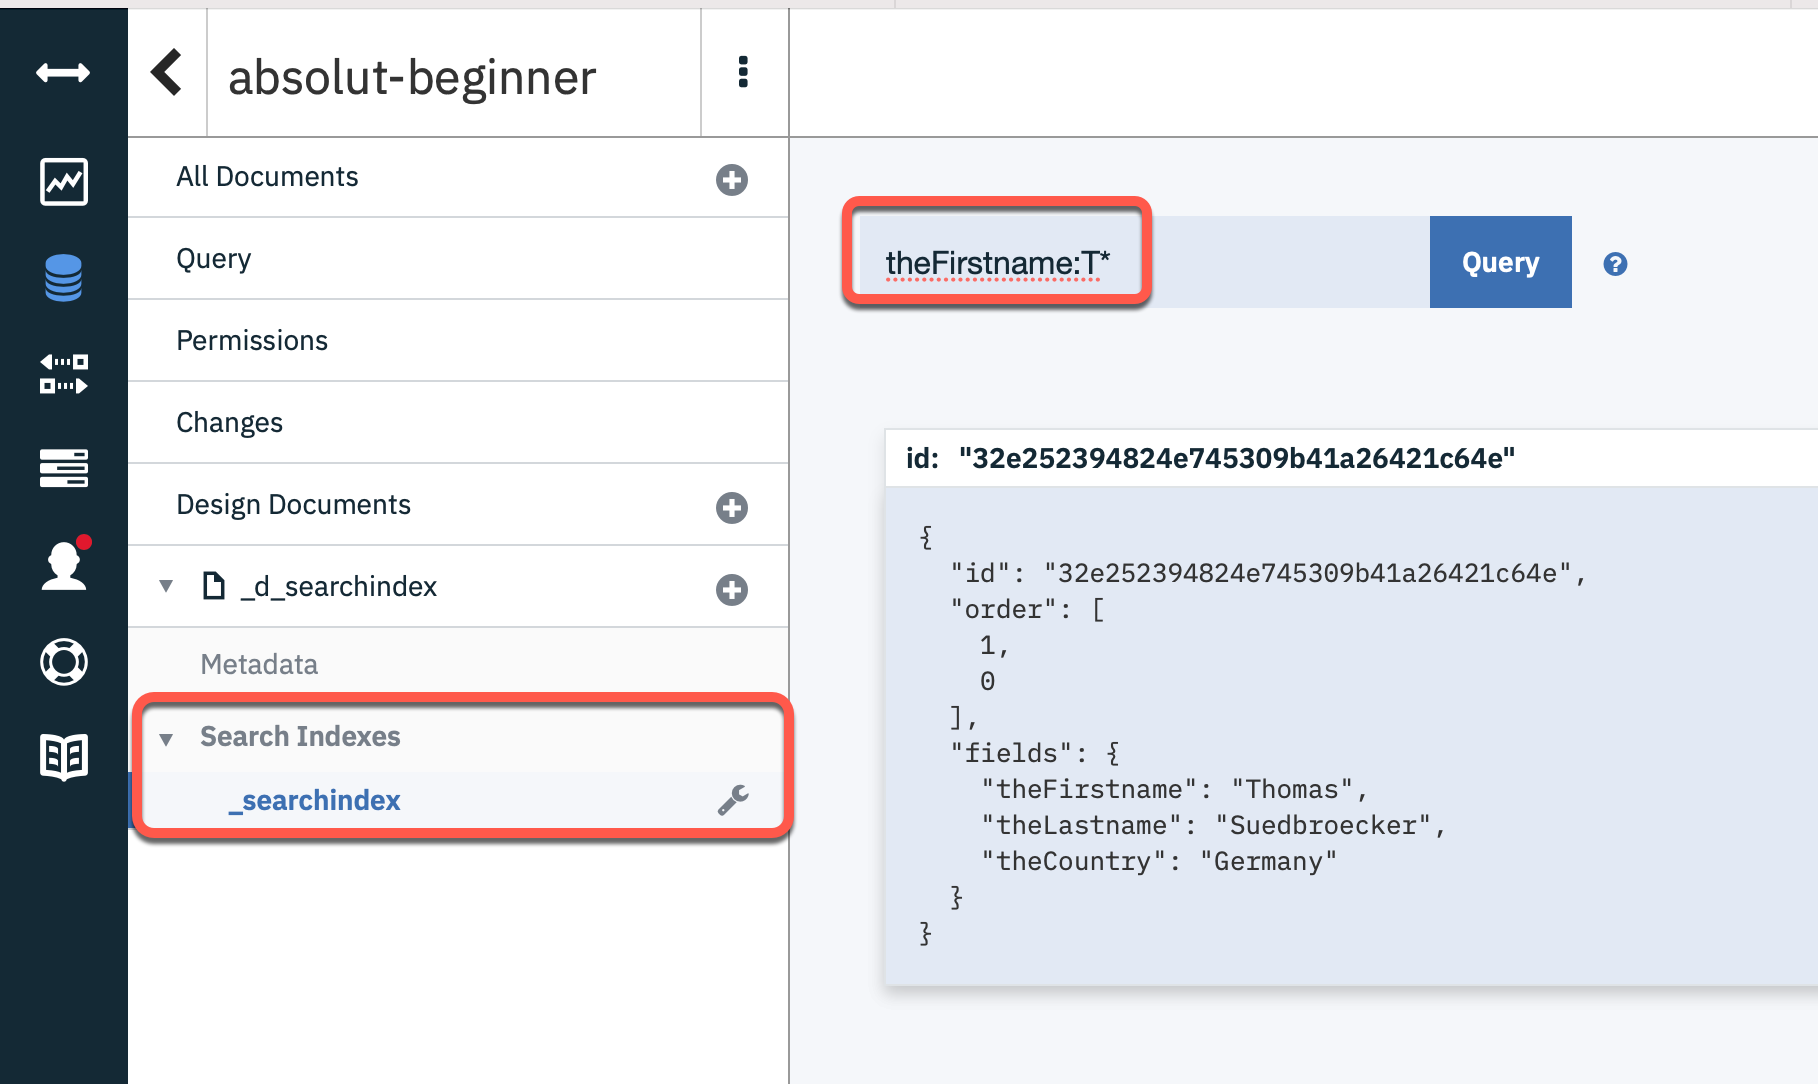 absolut-beginner
All Documents
Query
Permissions
Changes
Design Documents
_d_searchindex
Metadata
Search Indexes
_searchindex
theFirstname:T*
Query
?
id: "32e252394824e745309b41a26421c64e"
{
"id": "32e252394824e745309b41a26421c64e",
"order": [
1,
0
],
"fields": {
"theFirstname": "Thomas",
"theLastname": "Suedbroecker",
"theCountry": "Germany"
}
}